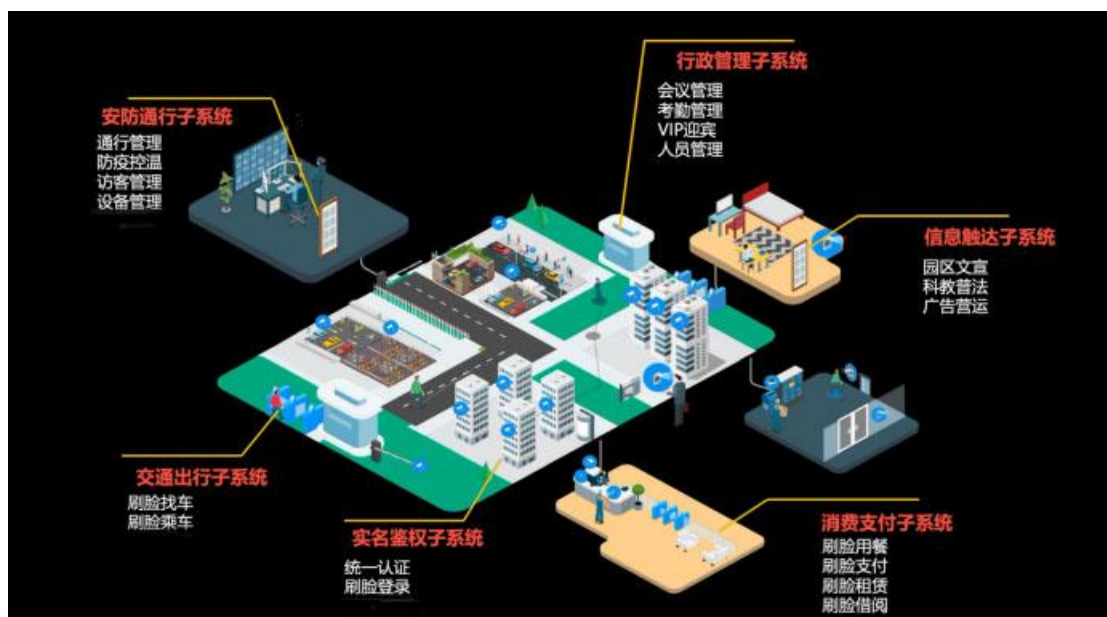 行政管理子系统
会议管理
考勤管理
VIP迎宾
人员管理
安防通行子系统
通行管理
防疫控温
访客管理
设备管理
信息触达子系统
园区文宣
科教普法
广告营运
交通出行子系统
刷脸找车
刷脸乘车
实名鉴权子系统
统一认证
刷脸登录
消费支付子系统
刷脸用餐
刷脸支付
刷脸租赁
刷脸借阅